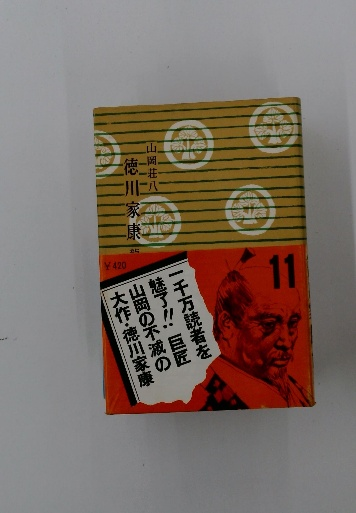 山岡荘八
徳川家康
¥420
11
一千万読者を
魅了!!巨匠
山岡の不滅の
大作・徳川家康